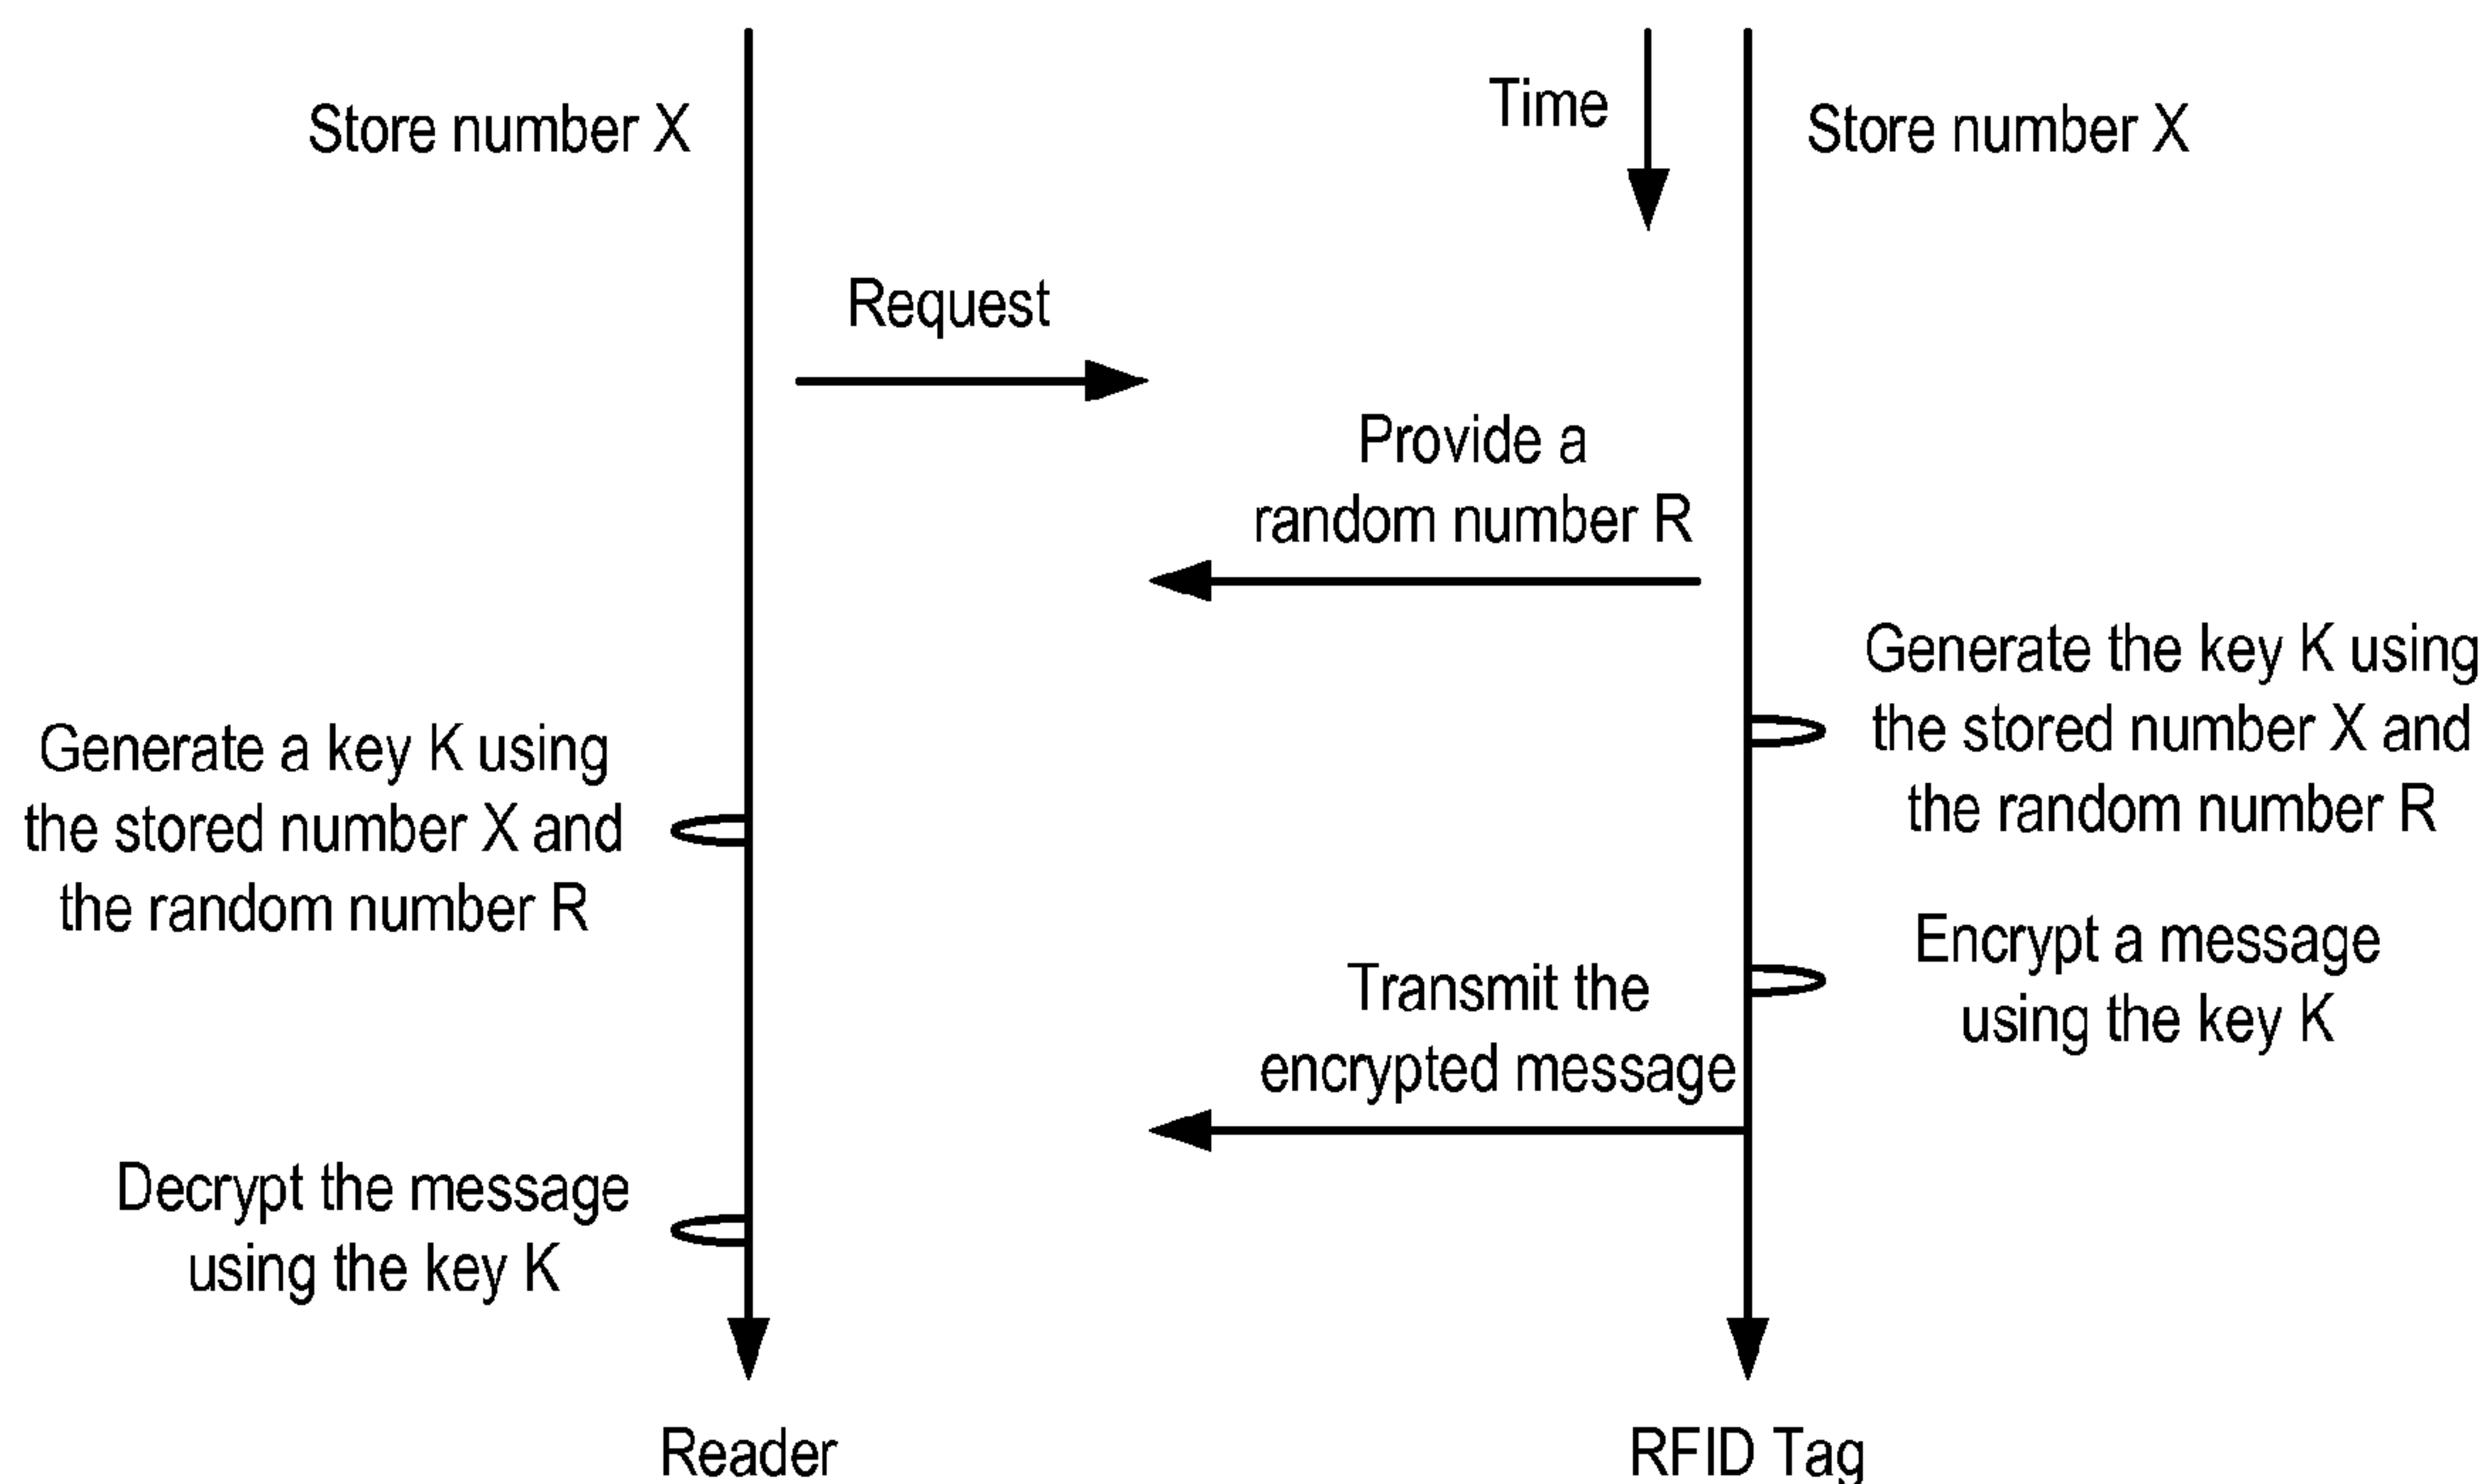 Store number X
Time
Store number X
Request
Provide a
random number R
Generate the key K using
the stored number X and
the random number R
Generate a key K using
the stored number X and
the random number R
Encrypt a message
using the key K
Transmit the
encrypted message
Decrypt the message
using the key K
Reader
RFID Tag